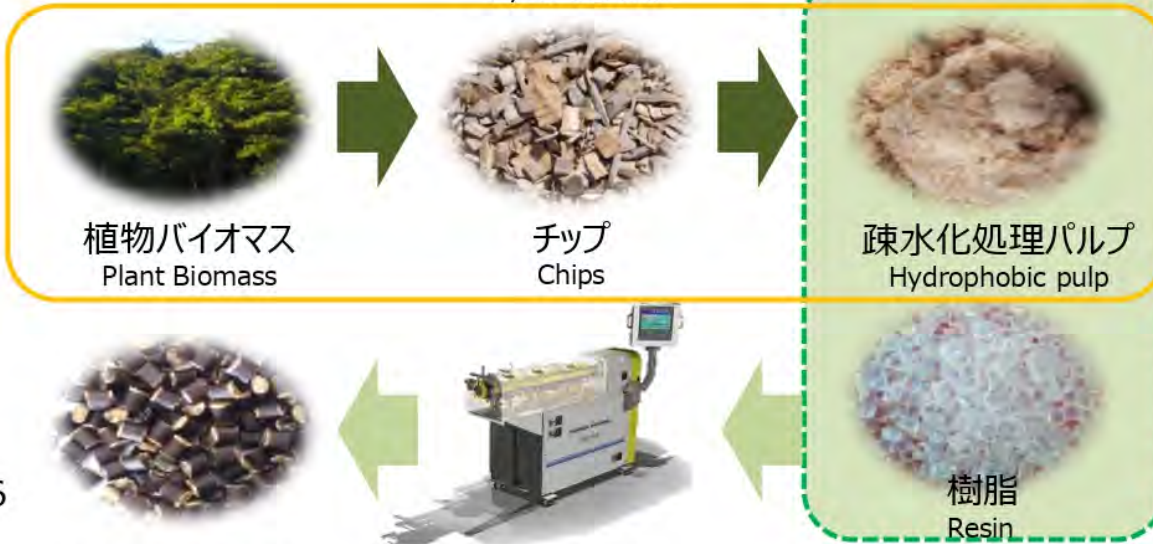 植物バイオマス
Plant Biomass
チップ
Chips
疎水化処理パルプ
Hydrophobic pulp
樹脂
Resin